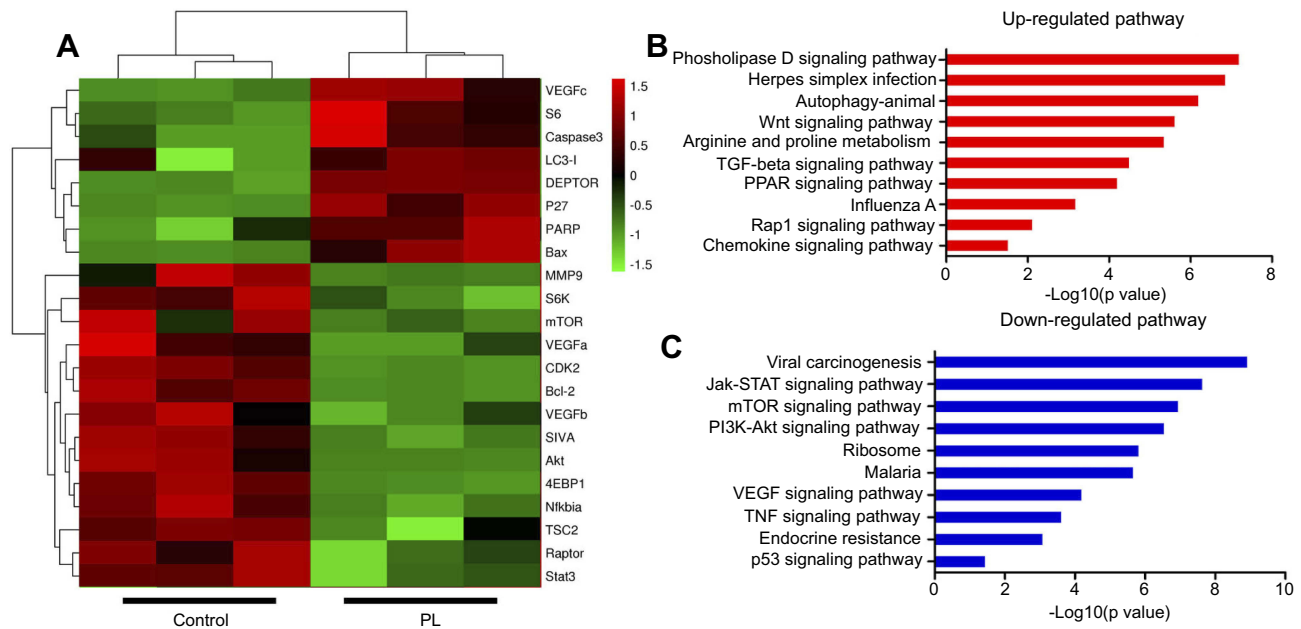 A
VEGFc
S6
Caspase3
LC3-I
DEPTOR
P27
PARP
Bax
MMP9
S6K
mTOR
VEGFa
CDK2
Bcl-2
VEGFb
SIVA
Akt
4EBP1
Nfkbia
TSC2
Raptor
Stat3
1.5
1
0.5
0
-0.5
-1
-1.5
Control
PL
B
Up-regulated pathway
Phosholipase D signaling pathway
Herpes simplex infection
Autophagy-animal
Wnt signaling pathway
Arginine and proline metabolism
TGF-beta signaling pathway
PPAR signaling pathway
Influenza A
Rap1 signaling pathway
Chemokine signaling pathway
0 2 4 6 8
-Log10(p value)
C
Down-regulated pathway
Viral carcinogenesis
Jak-STAT signaling pathway
mTOR signaling pathway
PI3K-Akt signaling pathway
Ribosome
Malaria
VEGF signaling pathway
TNF signaling pathway
Endocrine resistance
p53 signaling pathway
0 2 4 6 8 10
-Log10(p value)